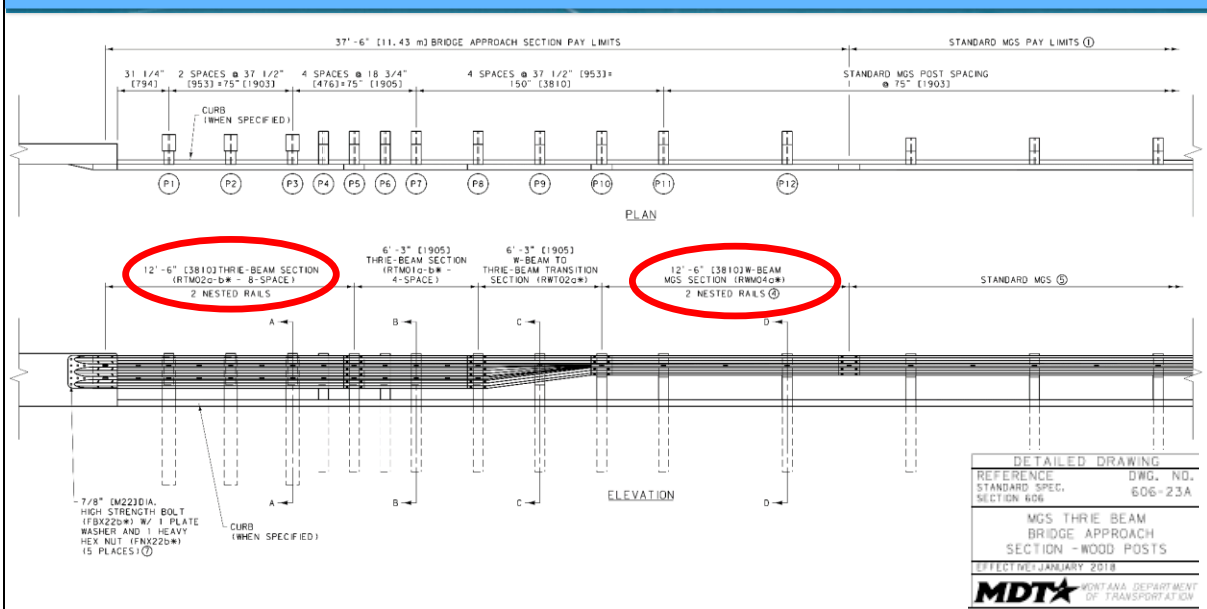 37'-6" [11.43 m] BRIDGE APPROACH SECTION PAY LIMITS
STANDARD MGS PAY LIMITS ①
31 1/4"
[794]
2 SPACES @ 37 1/2"
[953]=75" [1903]
4 SPACES @ 18 3/4"
[476]=75" [1905]
4 SPACES @ 37 1/2" [953]=
150" [3810]
STANDARD MGS POST SPACING
@ 75" [1903]
CURB
(WHEN SPECIFIED)
P1 P2 P3 P4 P5 P6 P7 P8 P9 P10 P11 P12
PLAN
12'-6" [3810] THRIE-BEAM SECTION
(RTM02a-b* - 8-SPACE)
2 NESTED RAILS
6'-3" [1905]
THRIE-BEAM SECTION
(RTM01a-b* -
4-SPACE)
6'-3" [1905]
W-BEAM TO
THRIE-BEAM TRANSITION
SECTION (RWT02a*)
12'-6" [3810] W-BEAM
MGS SECTION (RWM04a*)
2 NESTED RAILS ④
STANDARD MGS ⑤
A B C D
A B C D
ELEVATION
7/8" [M22] DIA.
HIGH STRENGTH BOLT
(FBX22b*) W/ 1 PLATE
WASHER AND 1 HEAVY
HEX NUT (FNX22b*)
(5 PLACES) ⑦
CURB
(WHEN SPECIFIED)
DETAILED DRAWING
REFERENCE DWG. NO.
STANDARD SPEC. 606-23A
SECTION 606
MGS THRIE BEAM
BRIDGE APPROACH
SECTION - WOOD POSTS
EFFECTIVE: JANUARY 2018
MDT MONTANA DEPARTMENT
OF TRANSPORTATION